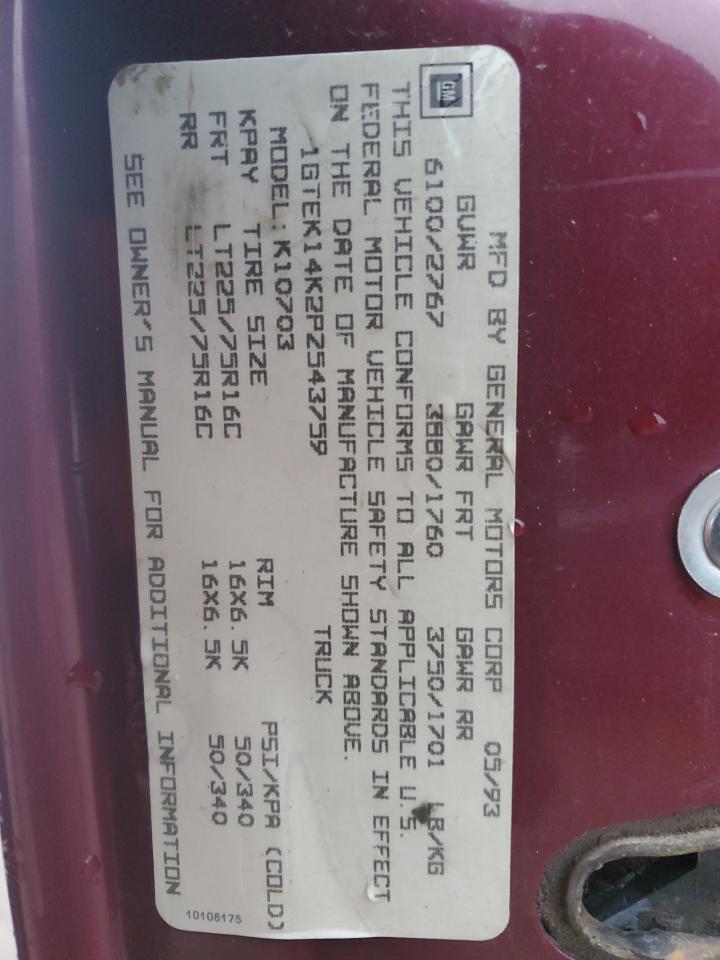 GM
MFD BY GENERAL MOTORS CORP 05/93
GVWR GAWR FRT GAWR RR
6100/2767 3880/1760 3750/1701 LB/KG
THIS VEHICLE CONFORMS TO ALL APPLICABLE U.S.
FEDERAL MOTOR VEHICLE SAFETY STANDARDS IN EFFECT
ON THE DATE OF MANUFACTURE SHOWN ABOVE.
1GTEK14K2P2543759 TRUCK
MODEL: K10703
KPAY TIRE SIZE RIM PSI/KPA (COLD)
FRT LT225/75R16C 16X6.5K 50/340
RR LT225/75R16C 16X6.5K 50/340
SEE OWNER'S MANUAL FOR ADDITIONAL INFORMATION
10108175